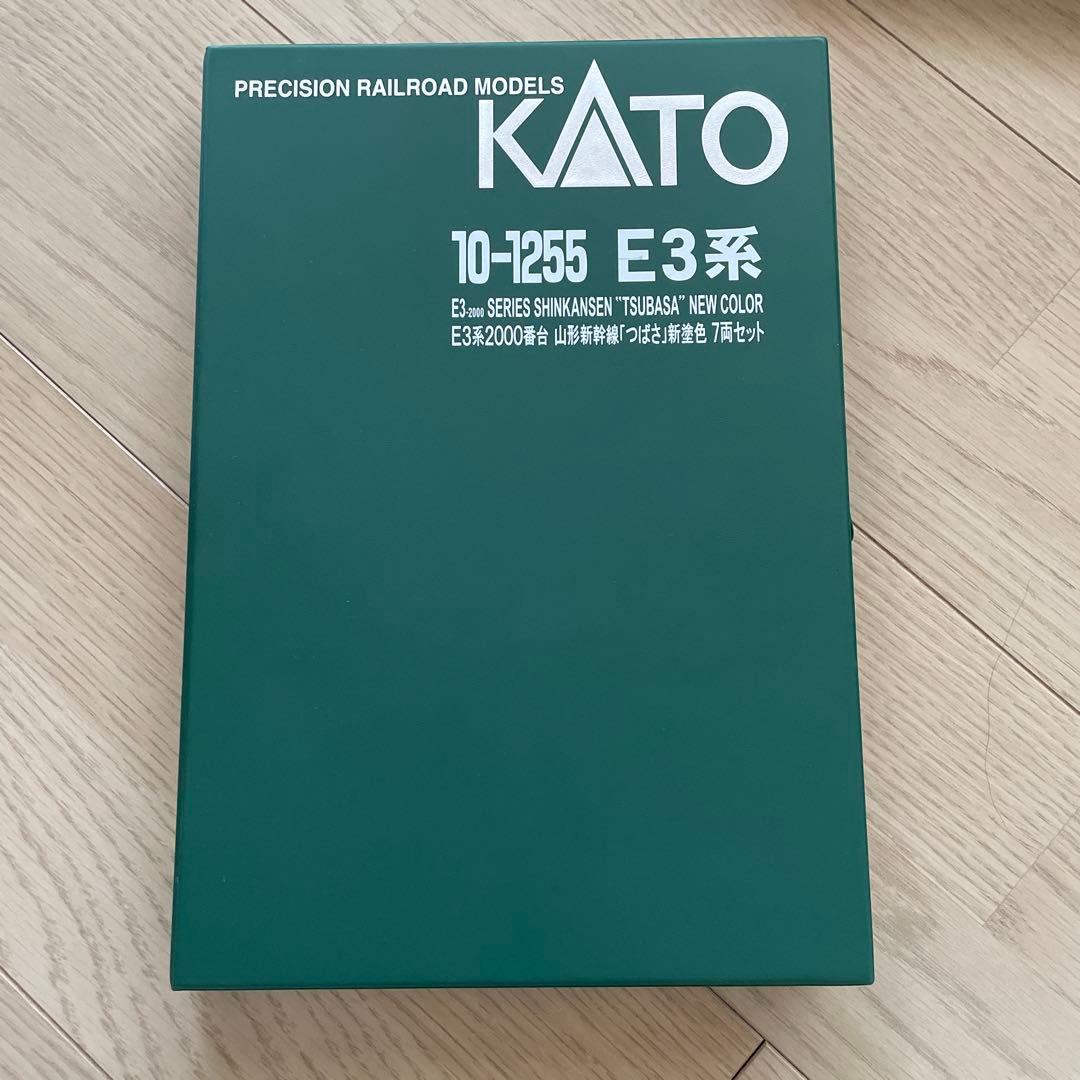 PRECISION RAILROAD MODELS
KATO
10-1255 E3系
E3-2000 SERIES SHINKANSEN "TSUBASA" NEW COLOR
E3系2000番台 山形新幹線「つばさ」新塗色 7両セット